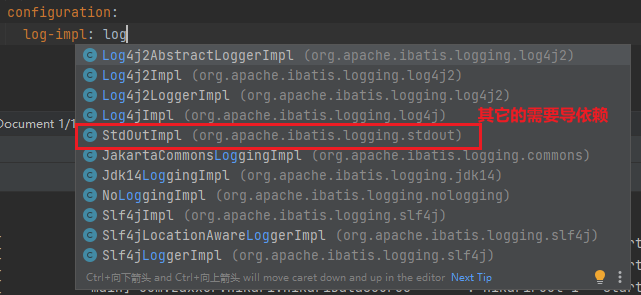 configuration:
log-impl: log
Log4j2AbstractLoggerImpl (org.apache.ibatis.logging.log4j2)
Log4j2Impl (org.apache.ibatis.logging.log4j2)
Log4j2LoggerImpl (org.apache.ibatis.logging.log4j2)
Log4jImpl (org.apache.ibatis.logging.log4j)
其它的需要导依赖
Document 1/1
StdOutImpl (org.apache.ibatis.logging.stdout)
JakartaCommonsLoggingImpl (org.apache.ibatis.logging.commons)
Jdk14LoggingImpl (org.apache.ibatis.logging.jdk14)
NoLoggingImpl (org.apache.ibatis.logging.nologging)
Slf4jImpl (org.apache.ibatis.logging.slf4j)
Slf4jLocationAwareLoggerImpl (org.apache.ibatis.logging.slf4j)
Slf4jLoggerImpl (org.apache.ibatis.logging.slf4j)
Ctrl+向下箭头 and Ctrl+向上箭头 will move caret down and up in the editor Next Tip